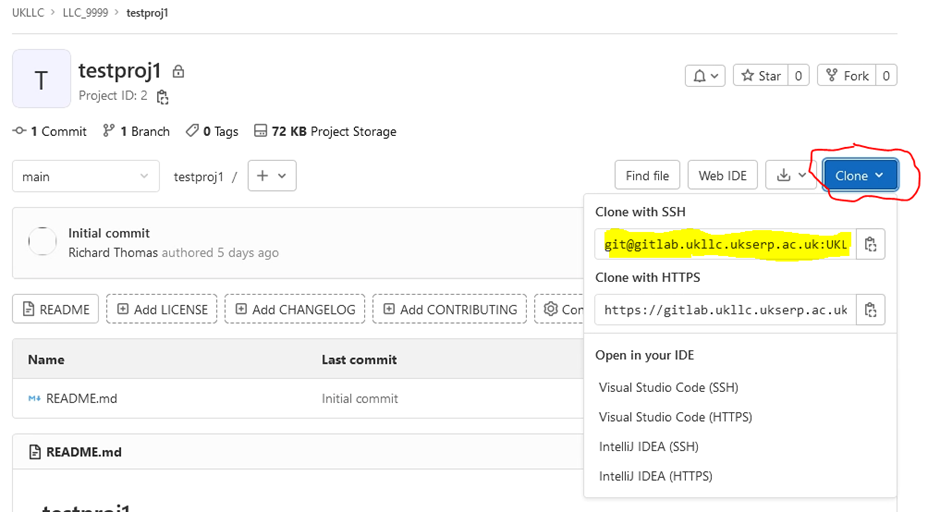 UKLLC > LLC_9999 > testproj1
T
testproj1
Project ID: 2
Star 0
Fork 0
1 Commit 1 Branch 0 Tags 72 KB Project Storage
main
testproj1 /
Find file
Web IDE
Clone
Clone with SSH
git@gitlab.ukllc.ukserp.ac.uk:UKL
Clone with HTTPS
https://gitlab.ukllc.ukserp.ac.uk
Open in your IDE
Visual Studio Code (SSH)
Visual Studio Code (HTTPS)
IntelliJ IDEA (SSH)
IntelliJ IDEA (HTTPS)
Initial commit
Richard Thomas authored 5 days ago
README Add LICENSE Add CHANGELOG Add CONTRIBUTING Con
Name Last commit
README.md Initial commit
README.md
testproj1